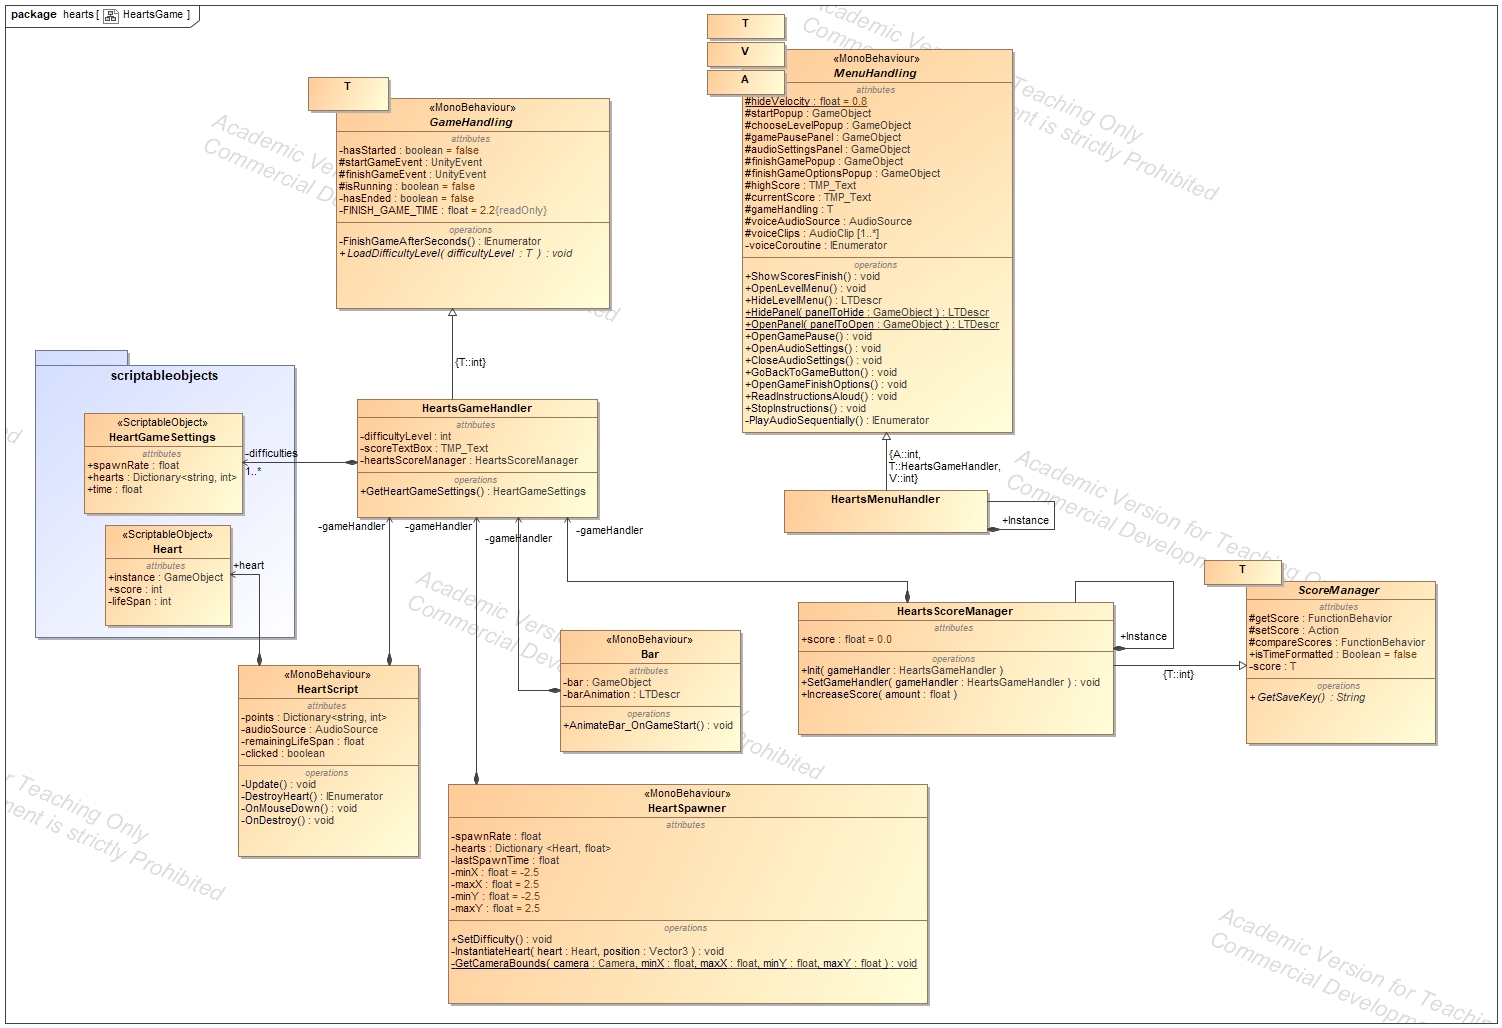 package hearts [ HeartsGame ]
T
«MonoBehaviour»
GameHandling
attributes
-hasStarted : boolean = false
#startGameEvent : UnityEvent
#finishGameEvent : UnityEvent
#isRunning : boolean = false
-hasEnded : boolean = false
-FINISH_GAME_TIME : float = 2.2{readOnly}
operations
-FinishGameAfterSeconds() : IEnumerator
+LoadDifficultyLevel( difficultyLevel : T ) : void
T
V
A
«MonoBehaviour»
MenuHandling
attributes
#hideVelocity : float = 0.8
#startPopup : GameObject
#chooseLevelPopup : GameObject
#gamePausePanel : GameObject
#audioSettingsPanel : GameObject
#finishGamePopup : GameObject
#finishGameOptionsPopup : GameObject
#highScore : TMP_Text
#currentScore : TMP_Text
#gameHandling : T
#voiceAudioSource : AudioSource
#voiceClips : AudioClip [1..*]
-voiceCoroutine : IEnumerator
operations
+ShowScoresFinish() : void
+OpenLevelMenu() : void
+HideLevelMenu() : LTDescr
+HidePanel( panelToHide : GameObject ) : LTDescr
+OpenPanel( panelToOpen : GameObject ) : LTDescr
+OpenGamePause() : void
+OpenAudioSettings() : void
+CloseAudioSettings() : void
+GoBackToGameButton() : void
+OpenGameFinishOptions() : void
+ReadInstructionsAloud() : void
+StopInstructions() : void
-PlayAudioSequentially() : IEnumerator
{T::int}
{A::int,
T::HeartsGameHandler,
V::int}
scriptableobjects
«ScriptableObject»
HeartGameSettings
attributes
+spawnRate : float
+hearts : Dictionary<string, int>
+time : float
-difficulties
1..*
HeartsGameHandler
attributes
-difficultyLevel : int
-scoreTextBox : TMP_Text
-heartsScoreManager : HeartsScoreManager
operations
+GetHeartGameSettings() : HeartGameSettings
HeartsMenuHandler
+Instance
-gameHandler
-gameHandler
-gameHandler
-gameHandler
«ScriptableObject»
Heart
attributes
+instance : GameObject
+score : int
-lifeSpan : int
+heart
HeartsScoreManager
attributes
+score : float = 0.0
operations
+Init( gameHandler : HeartsGameHandler )
+SetGameHandler( gameHandler : HeartsGameHandler ) : void
+IncreaseScore( amount : float )
+Instance
{T::int}
T
ScoreManager
attributes
#getScore : FunctionBehavior
#setScore : Action
#compareScores : FunctionBehavior
+isTimeFormatted : Boolean = false
-score : T
operations
+GetSaveKey() : String
«MonoBehaviour»
Bar
attributes
-bar : GameObject
-barAnimation : LTDescr
operations
+AnimateBar_OnGameStart() : void
«MonoBehaviour»
HeartScript
attributes
-points : Dictionary<string, int>
-audioSource : AudioSource
-remainingLifeSpan : float
-clicked : boolean
operations
-Update() : void
-DestroyHeart() : IEnumerator
-OnMouseDown() : void
-OnDestroy() : void
«MonoBehaviour»
HeartSpawner
attributes
-spawnRate : float
-hearts : Dictionary <Heart, float>
-lastSpawnTime : float
-minX : float = -2.5
-maxX : float = 2.5
-minY : float = -2.5
-maxY : float = 2.5
operations
+SetDifficulty() : void
-InstantiateHeart( heart : Heart, position : Vector3 ) : void
-GetCameraBounds( camera : Camera, minX : float, maxX : float, minY : float, maxY : float ) : void
Academic Version for Teaching Only
Commercial Development is strictly Prohibited